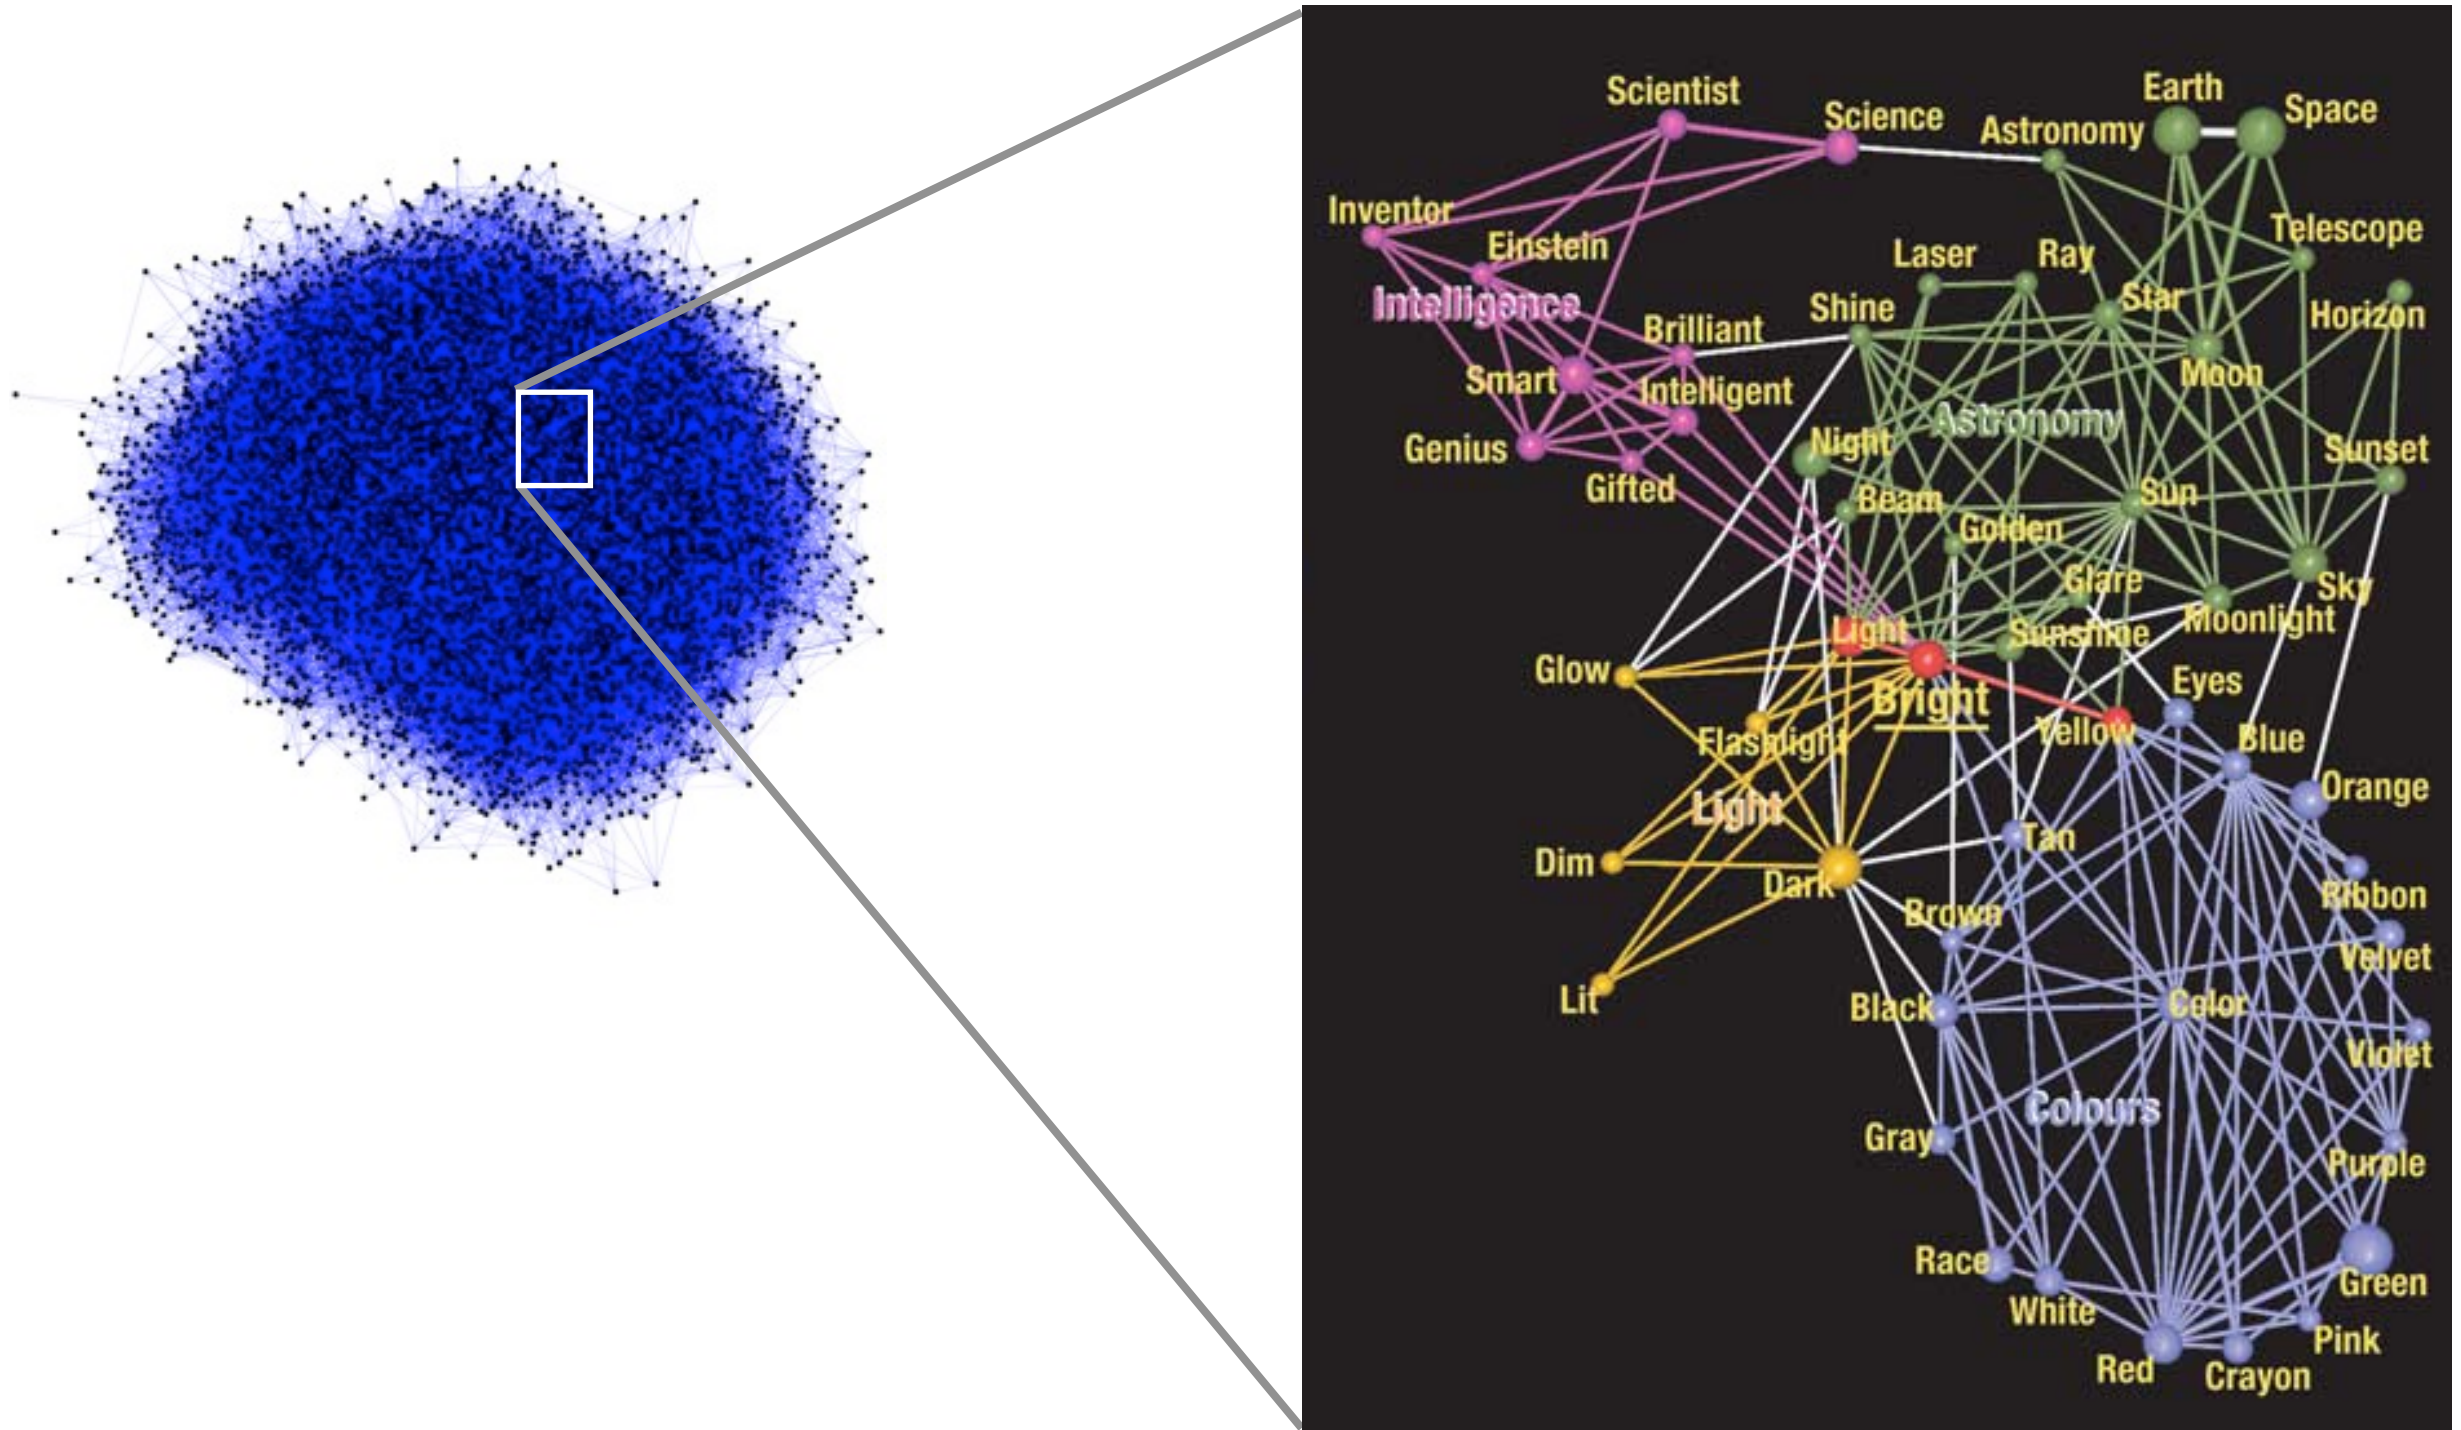 Scientist
Science
Astronomy
Earth
Space
Inventor
Einstein
Telescope
Laser
Ray
Intelligence
Shine
Star
Horizon
Brilliant
Smart
Intelligent
Moon
Astronomy
Genius
Night
Sunset
Gifted
Beam
Sun
Golden
Glare
Sky
Light
Sunshine
Moonlight
Glow
Bright
Eyes
Flashlight
Yellow
Blue
Light
Orange
Dim
Dark
Tan
Ribbon
Brown
Velvet
Lit
Black
Color
Violet
Colours
Gray
Purple
Race
Green
White
Pink
Red
Crayon